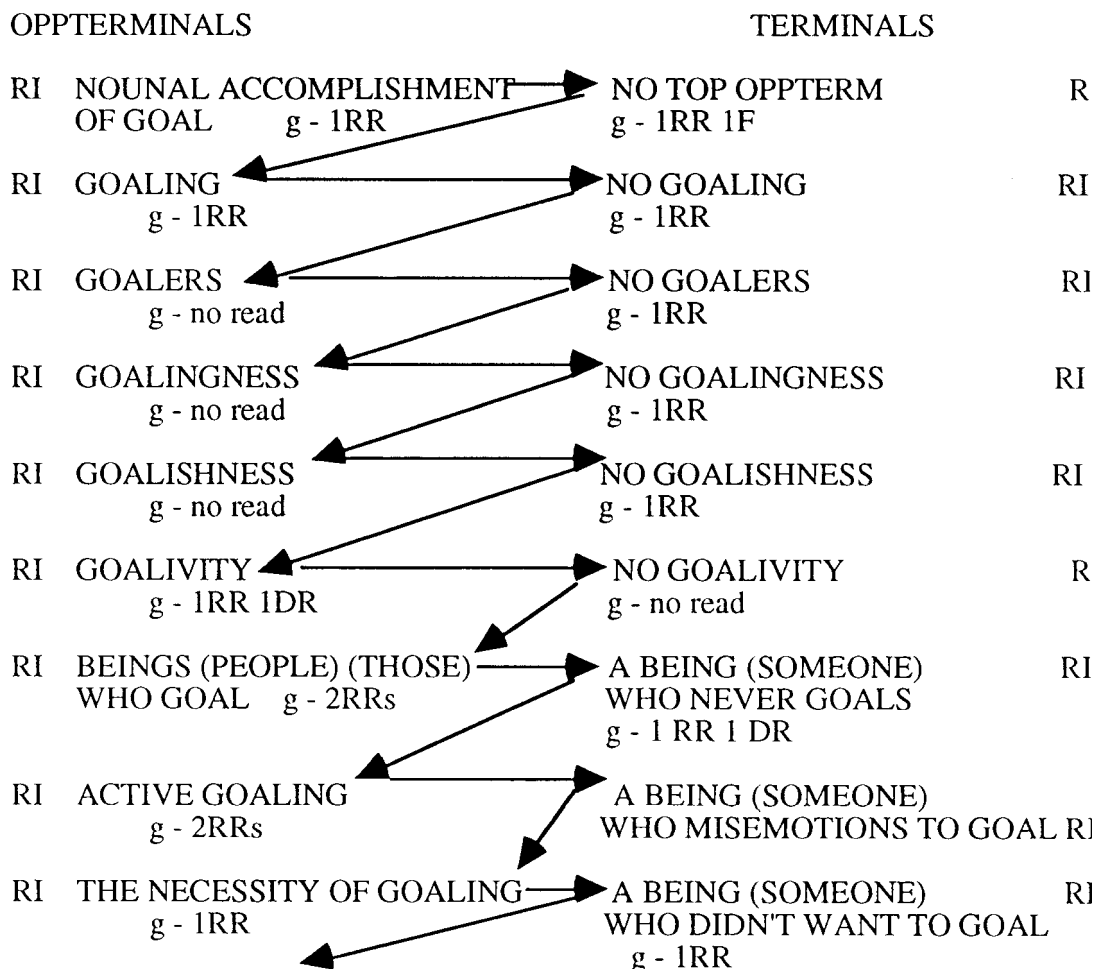 OPPTERMINALS TERMINALS
RI NOUNAL ACCOMPLISHMENT NO TOP OPPTERM R
OF GOAL g - 1RR g - 1RR 1F
RI GOALING NO GOALING RI
g - 1RR g - 1RR
RI GOALERS NO GOALERS RI
g - no read g - 1RR
RI GOALINGNESS NO GOALINGNESS RI
g - no read g - 1RR
RI GOALISHNESS NO GOALISHNESS RI
g - no read g - 1RR
RI GOALIVITY NO GOALIVITY R
g - 1RR 1DR g - no read
RI BEINGS (PEOPLE) (THOSE) A BEING (SOMEONE) RI
WHO GOAL g - 2RRs WHO NEVER GOALS
g - 1 RR 1 DR
RI ACTIVE GOALING A BEING (SOMEONE)
g - 2RRs WHO MISEMOTIONS TO GOAL RI
RI THE NECESSITY OF GOALING A BEING (SOMEONE) RI
g - 1RR WHO DIDN'T WANT TO GOAL
g - 1RR